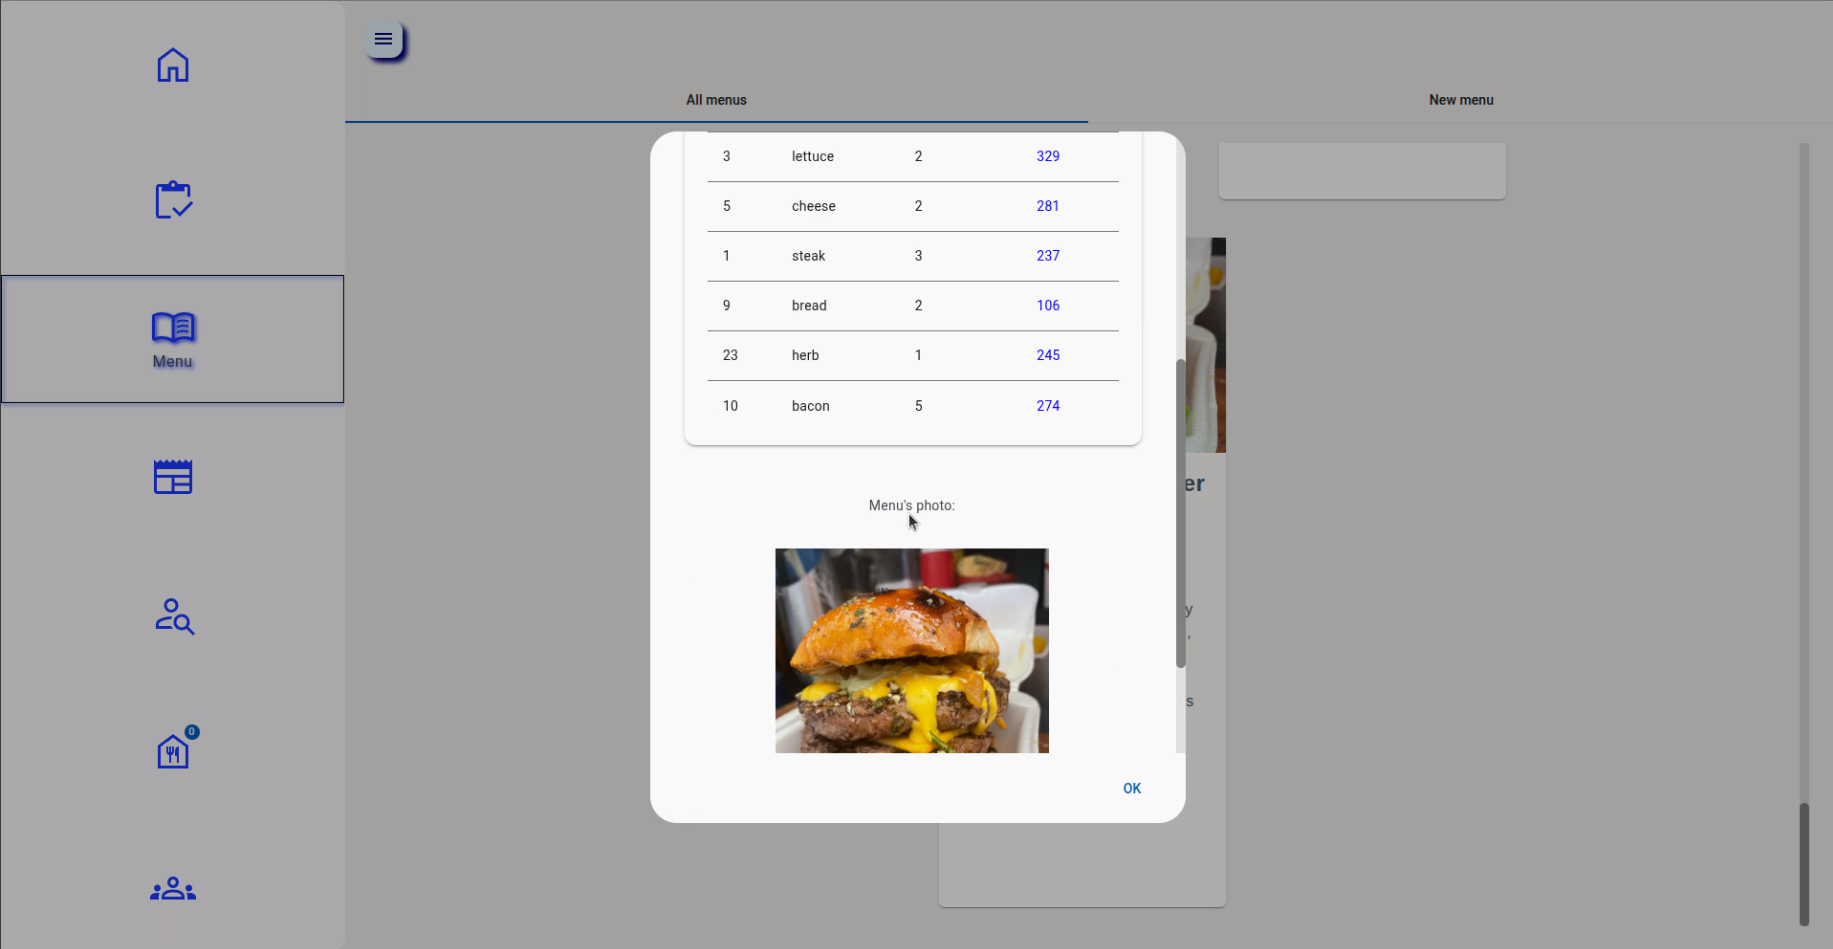 All menus New menu
3 lettuce 2 329
5 cheese 2 281
1 steak 3 237
9 bread 2 106
Menu
23 herb 1 245
10 bacon 5 274
er
Menu's photo:
y
,
s
0
OK